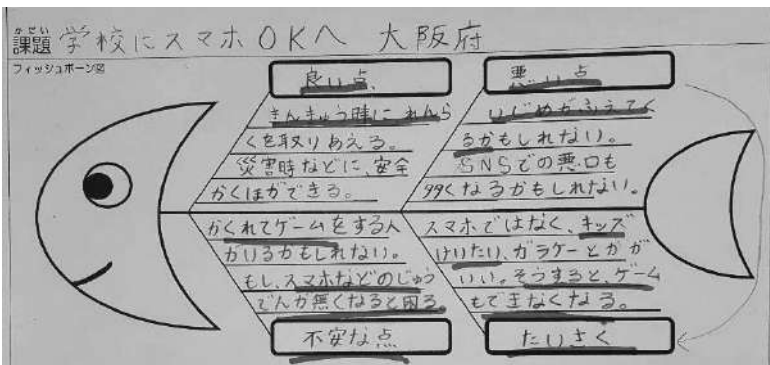 かだい
課題 学校にスマホOKへ 大阪府
フィッシュボーン図
良い点、
きんきゅう時に れんら
くを取りあえる。
災害時などに、安全
かくほができる。
悪い点
いじめがふえてく
るかもしれない。
SNSでの悪口も
多くなるかもしれない。
かくれてゲームをする人
がいるかもしれない。
もし、スマホなどのじゅう
でんが無くなると困る。
不安な点
スマホではなく、キッズ
けいたい、ガラケーとかが
いい。そうすると、ゲーム
もできなくなる。
たいさく